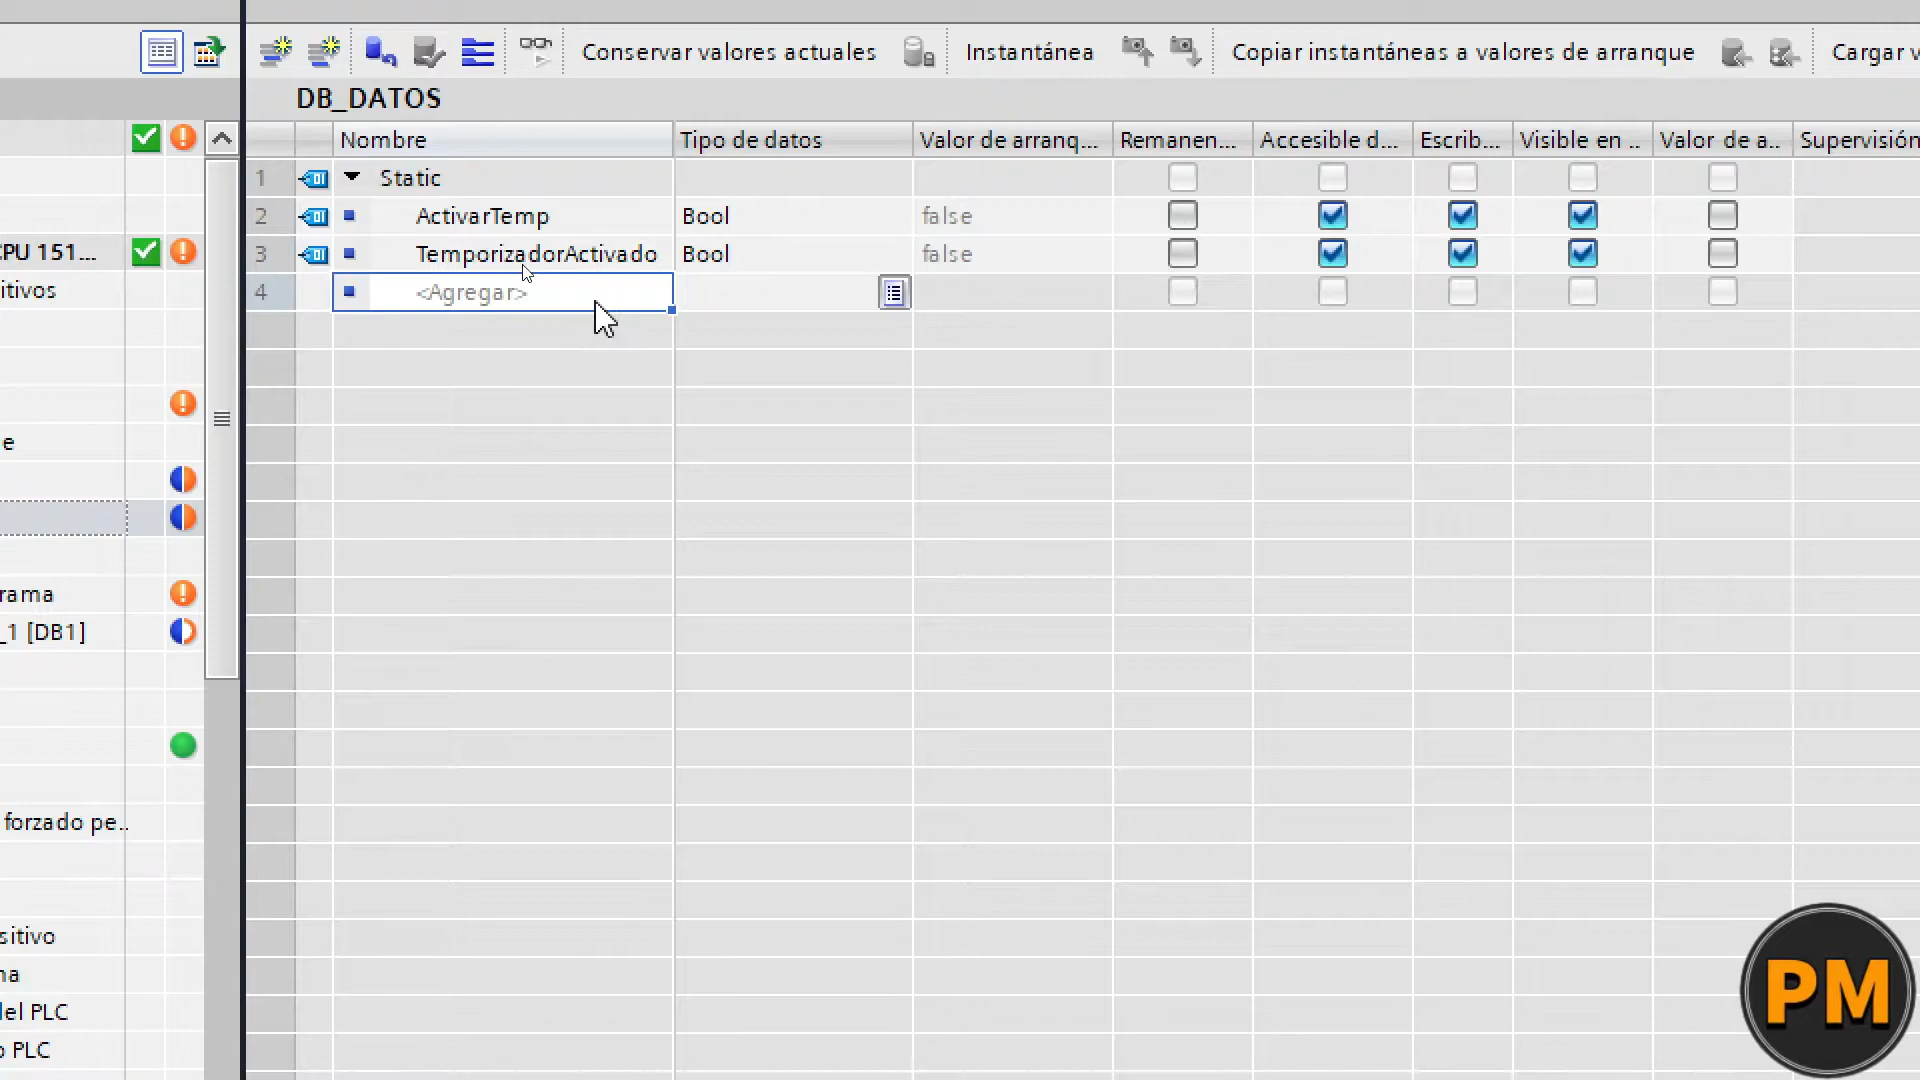 Conservar valores actuales Instantánea Copiar instantáneas a valores de arranque Cargar v
DB_DATOS
Nombre Tipo de datos Valor de arranq... Remanen... Accesible d... Escrib... Visible en .. Valor de a.. Supervisión
1 Static
2 ActivarTemp Bool false
3 TemporizadorActivado Bool false
4 <Agregar>
CPU 151...
itivos
e
rama
_1 [DB1]
forzado pe..
sitivo
na
del PLC
o PLC
PM